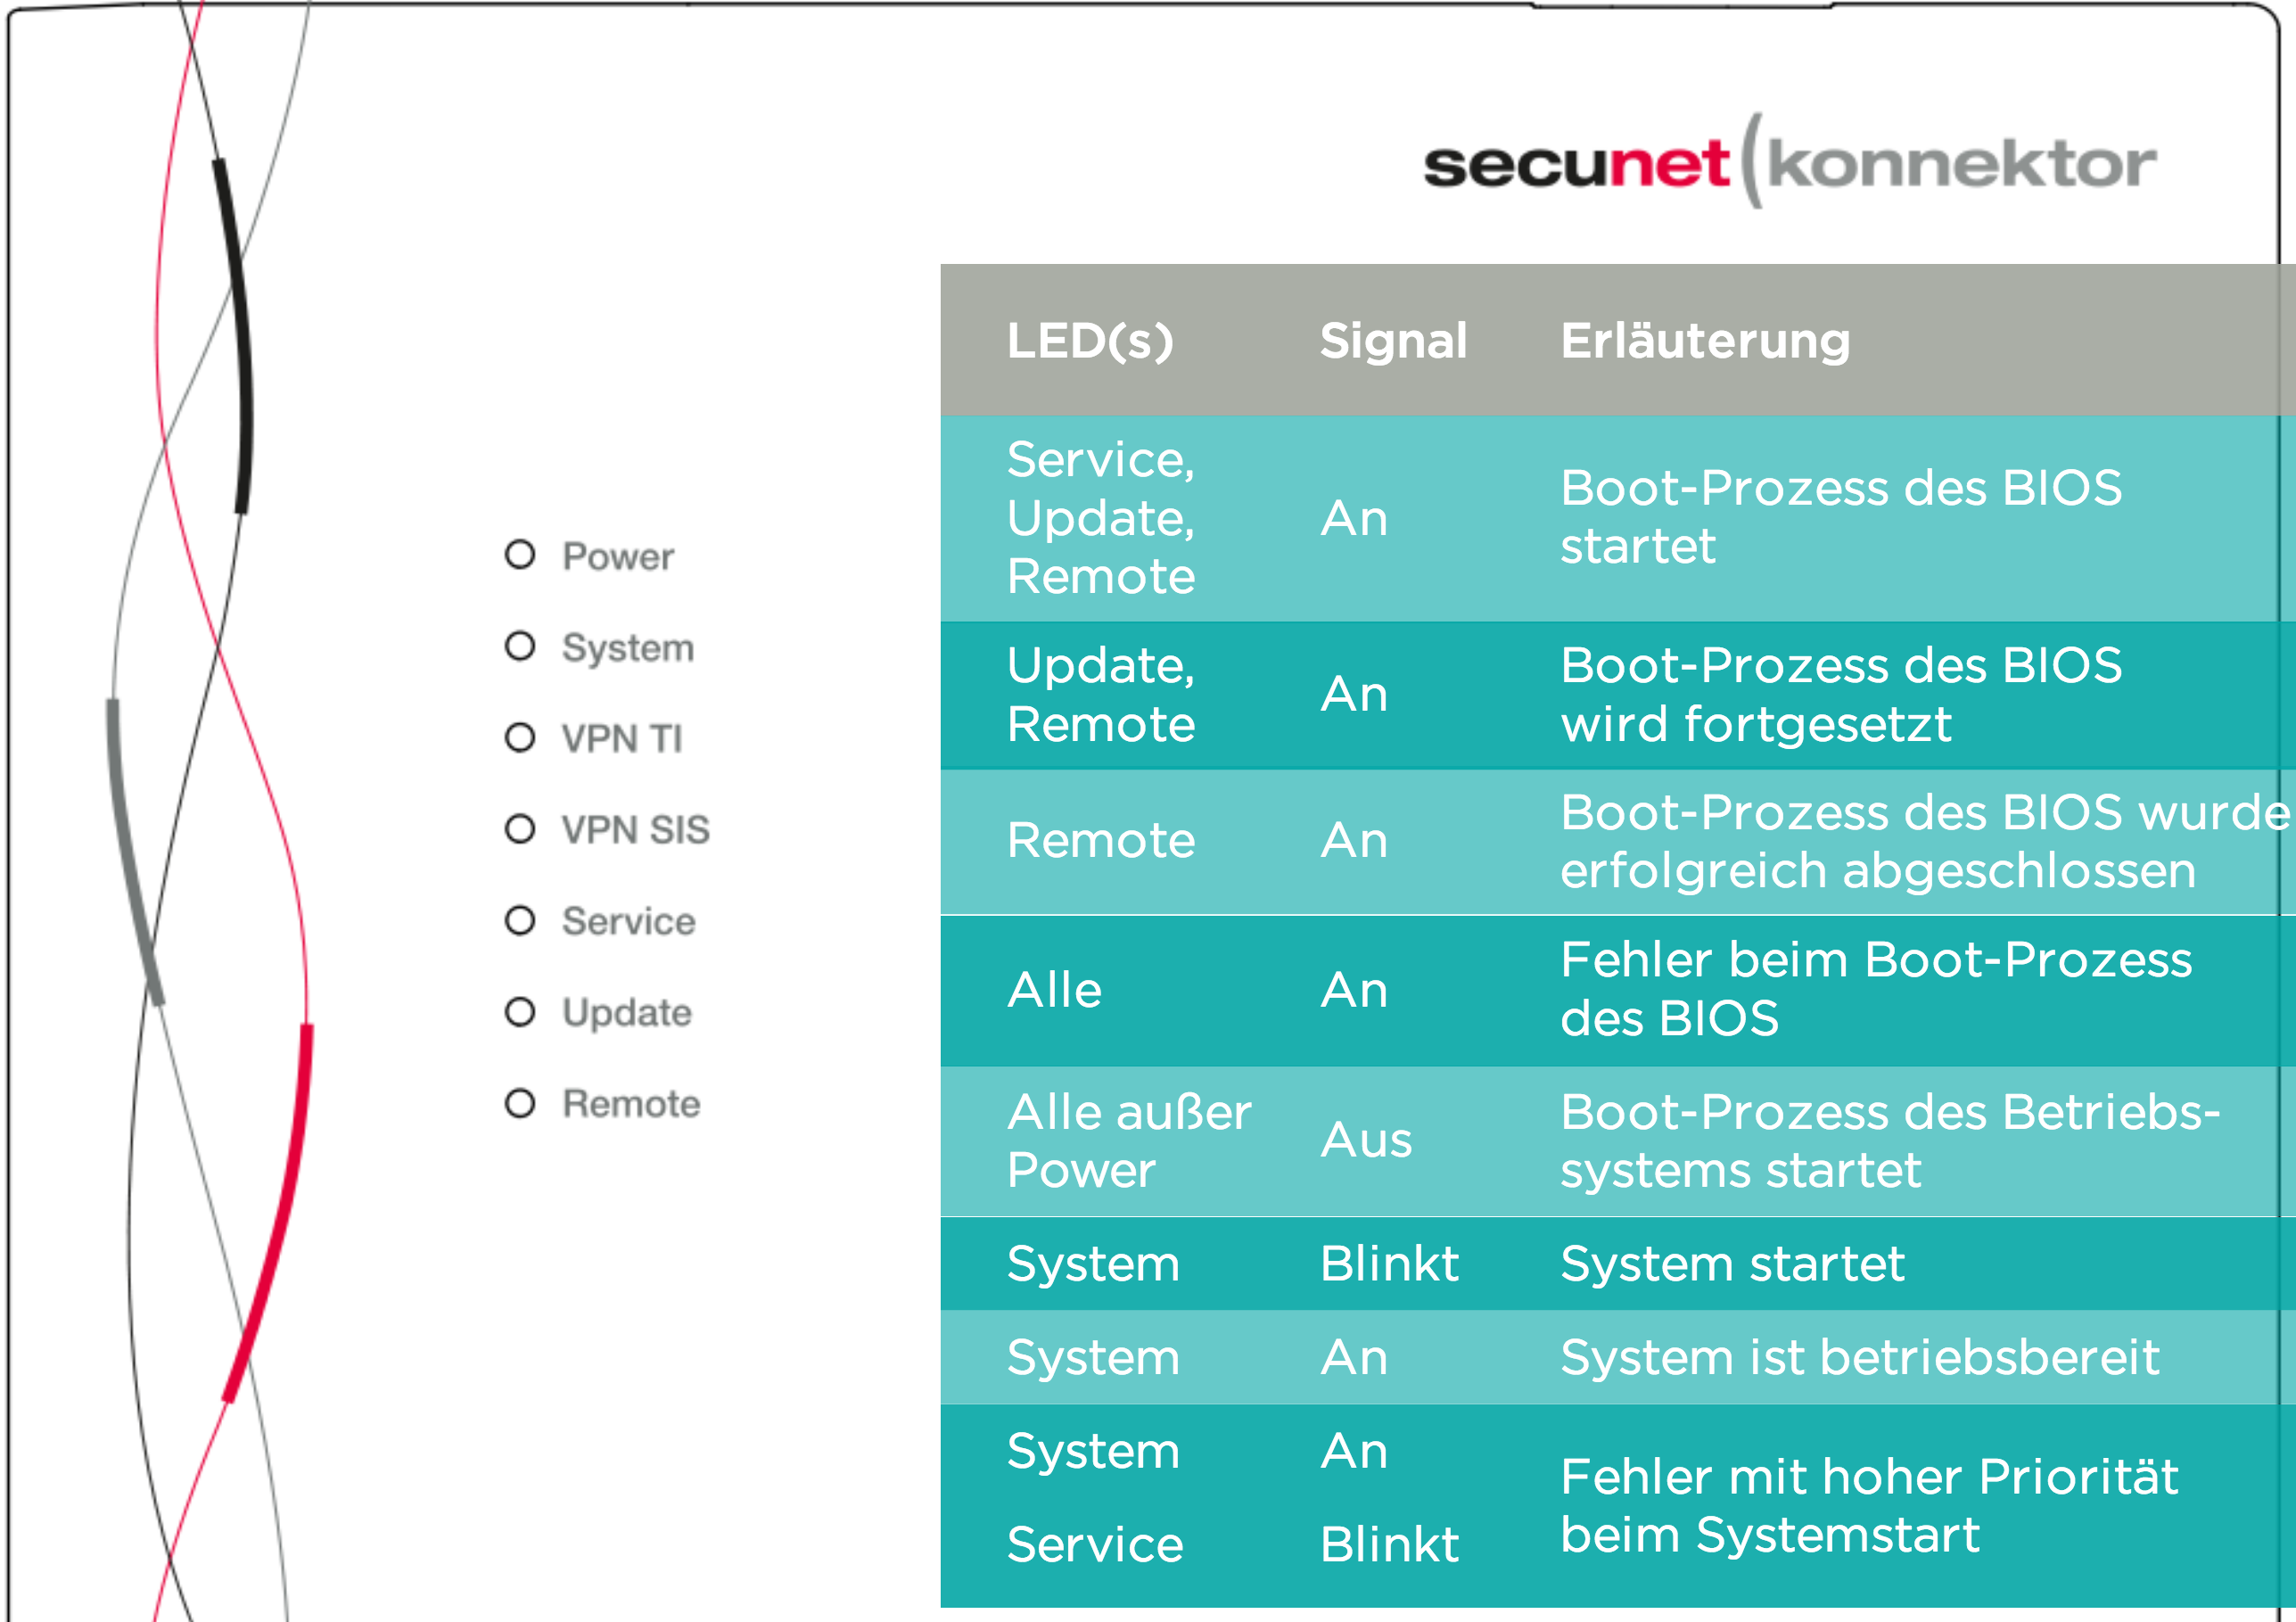 secunet(konnektor
Power
System
VPN TI
VPN SIS
Service
Update
Remote
LED(s) Signal Erläuterung
Service,
Update,
Remote
An
Boot-Prozess des BIOS
startet
Update,
Remote
An
Boot-Prozess des BIOS
wird fortgesetzt
Remote
An
Boot-Prozess des BIOS wurde
erfolgreich abgeschlossen
Alle
An
Fehler beim Boot-Prozess
des BIOS
Alle außer
Power
Aus
Boot-Prozess des Betriebs-
systems startet
System Blinkt System startet
System An System ist betriebsbereit
System An
Service Blinkt
Fehler mit hoher Priorität
beim Systemstart